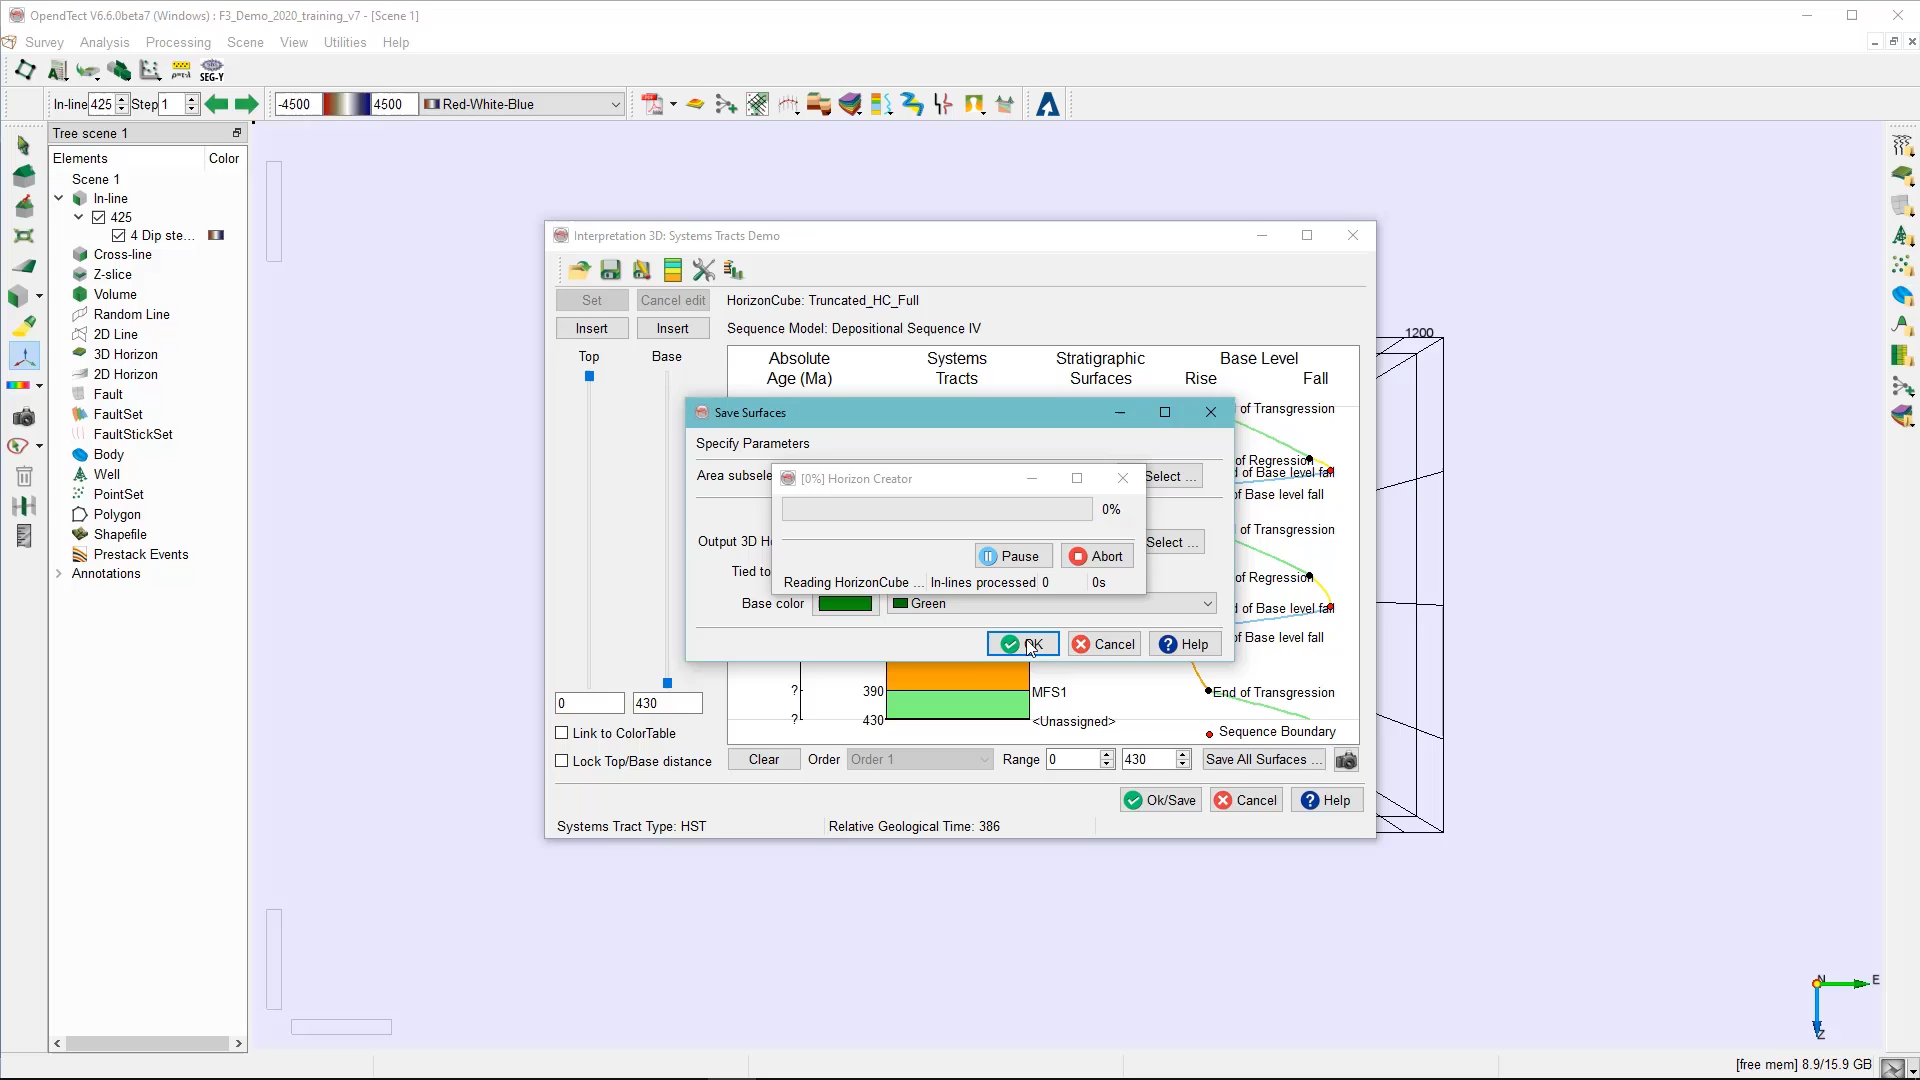 OpendTect V6.6.0beta7 (Windows) : F3_Demo_2020_training_v7 - [Scene 1]
Survey Analysis Processing Scene View Utilities Help
SEG-Y
In-line 425 Step 1 -4500 4500 Red-White-Blue
Tree scene 1
Elements Color
Scene 1
In-line
425
4 Dip ste...
Cross-line
Z-slice
Volume
Random Line
2D Line
3D Horizon
2D Horizon
Fault
FaultSet
FaultStickSet
Body
Well
PointSet
Polygon
Shapefile
Prestack Events
Annotations
1200
Interpretation 3D: Systems Tracts Demo
Set Cancel edit HorizonCube: Truncated_HC_Full
Insert Insert Sequence Model: Depositional Sequence IV
Top Base
Absolute Age (Ma)
Systems Tracts
Stratigraphic Surfaces
Base Level
Rise Fall
of Transgression
of Regression
d of Base level fall
of Base level fall
of Transgression
of Regression
d of Base level fall
of Base level fall
Save Surfaces
Specify Parameters
Area subsele Select ...
Output 3D H Select ...
Tied to
Base color Green
OK Cancel Help
[0%] Horizon Creator
0%
Pause Abort
Reading HorizonCube ... In-lines processed 0 0s
? 390 MFS1 End of Transgression
? 430 <Unassigned>
Sequence Boundary
0 430
Link to ColorTable
Lock Top/Base distance
Clear Order Order 1 Range 0 430 Save All Surfaces ...
Ok/Save Cancel Help
Systems Tract Type: HST Relative Geological Time: 386
N E
Z
[free mem] 8.9/15.9 GB